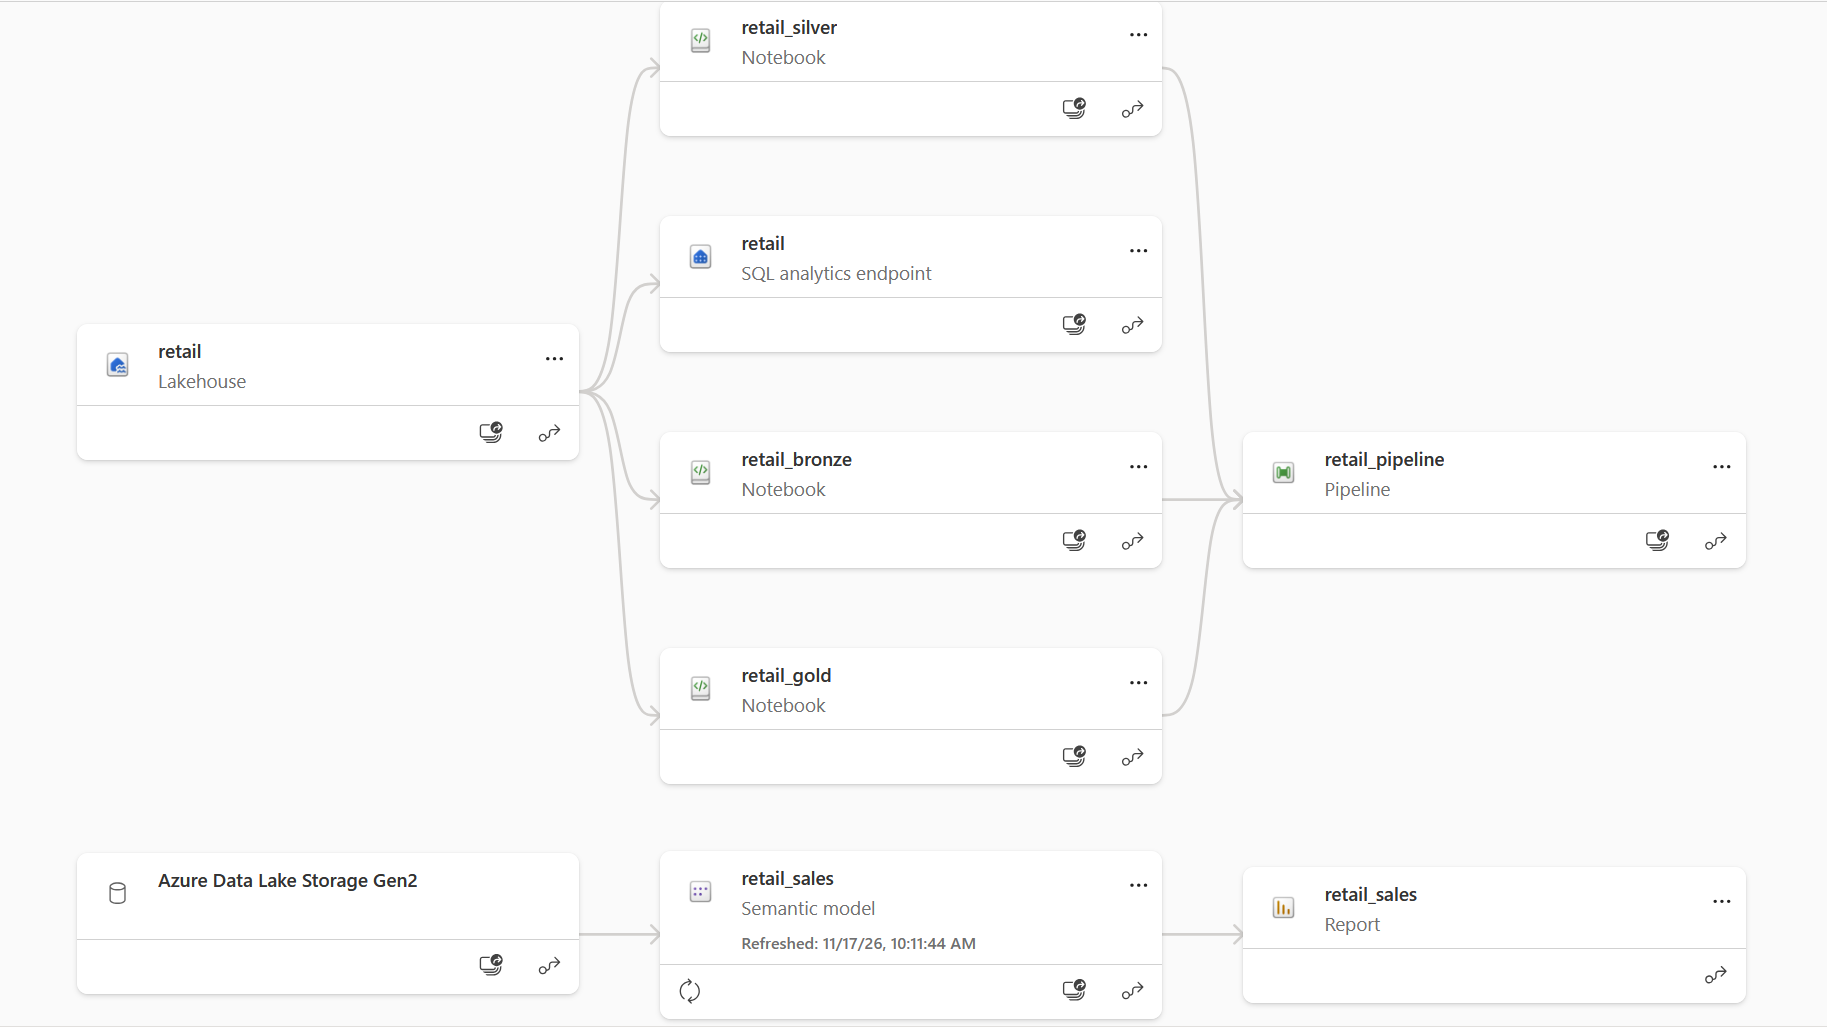 retail_silver
Notebook
retail
SQL analytics endpoint
retail
Lakehouse
retail_bronze
Notebook
retail_pipeline
Pipeline
retail_gold
Notebook
Azure Data Lake Storage Gen2
retail_sales
Semantic model
Refreshed: 11/17/26, 10:11:44 AM
retail_sales
Report